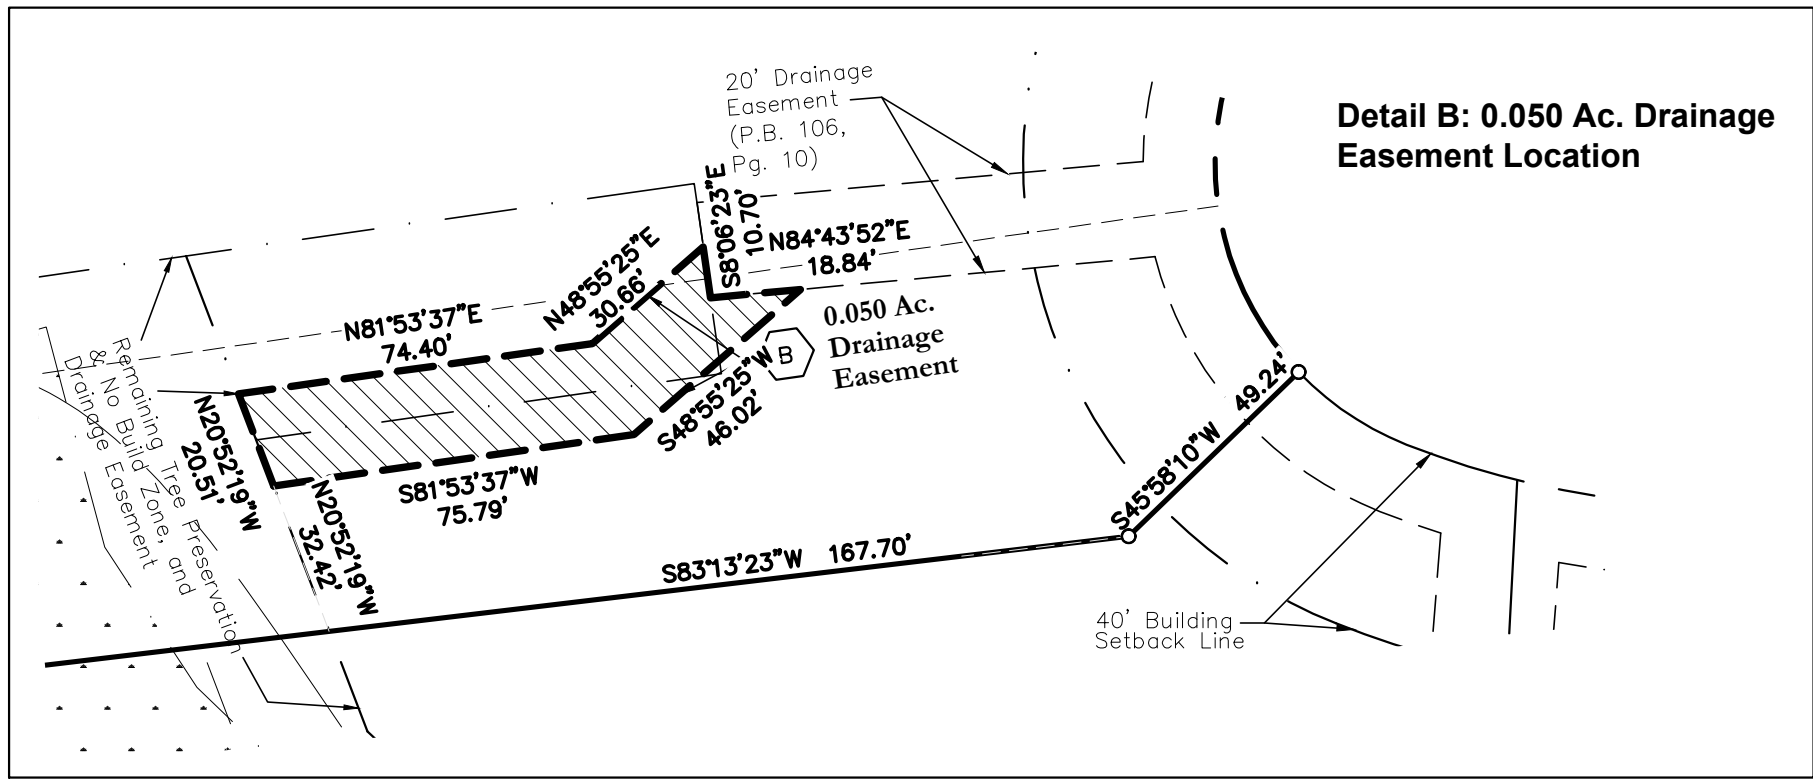 20' Drainage
Easement
(P.B. 106,
Pg. 10)
Detail B: 0.050 Ac. Drainage
Easement Location
S8°06'23"E
10.70'
N84°43'52"E
18.84'
N48°55'25"E
30.66'
N81°53'37"E
74.40'
0.050 Ac.
Drainage
Easement
B
S48°55'25"W
46.02'
Remaining Tree Preservation
& No Build Zone, and
Drainage Easement
N20°52'19"W
20.51'
S81°53'37"W
75.79'
N20°52'19"W
32.42'
S83°13'23"W 167.70'
S45°58'10"W 49.24'
40' Building
Setback Line